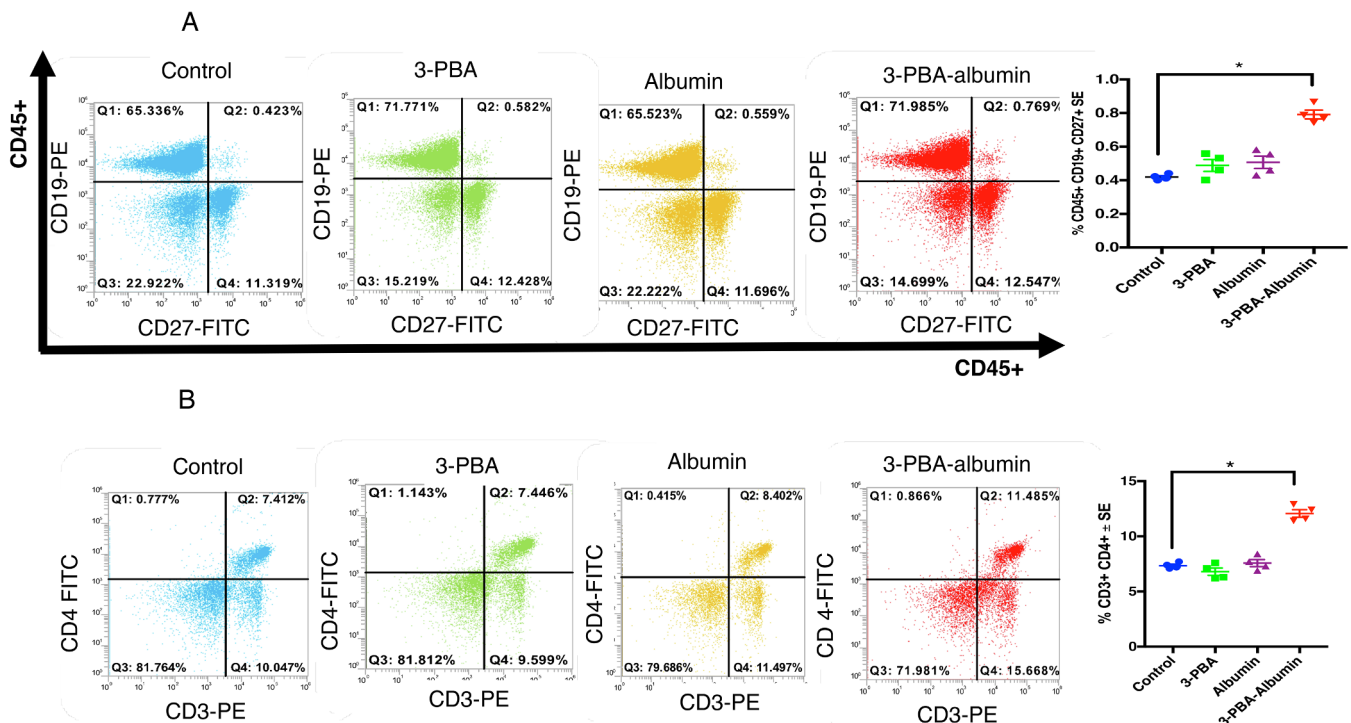 A
CD45+
Control
Q1: 65.336% Q2: 0.423%
CD19-PE
Q3: 22.922% Q4: 11.319%
CD27-FITC
3-PBA
Q1: 71.771% Q2: 0.582%
CD19-PE
Q3: 15.219% Q4: 12.428%
CD27-FITC
Albumin
Q1: 65.523% Q2: 0.559%
CD19-PE
Q3: 22.222% Q4: 11.696%
CD27-FITC
3-PBA-albumin
Q1: 71.985% Q2: 0.769%
CD19-PE
Q3: 14.699% Q4: 12.547%
CD27-FITC
CD45+
% CD45+ CD19+ CD27+ SE
1.0
0.8
0.6
0.4
0.2
0.0
*
Control
3-PBA
Albumin
3-PBA-Albumin
B
Control
Q1: 0.777% Q2: 7.412%
CD4 FITC
Q3: 81.764% Q4: 10.047%
CD3-PE
3-PBA
Q1: 1.143% Q2: 7.446%
CD4-FITC
Q3: 81.812% Q4: 9.599%
CD3-PE
Albumin
Q1: 0.415% Q2: 8.402%
CD4-FITC
Q3: 79.686% Q4: 11.497%
CD3-PE
3-PBA-albumin
Q1: 0.866% Q2: 11.485%
CD 4-FITC
Q3: 71.981% Q4: 15.668%
CD3-PE
% CD3+ CD4+ ± SE
15
10
5
0
*
Control
3-PBA
Albumin
3-PBA-Albumin